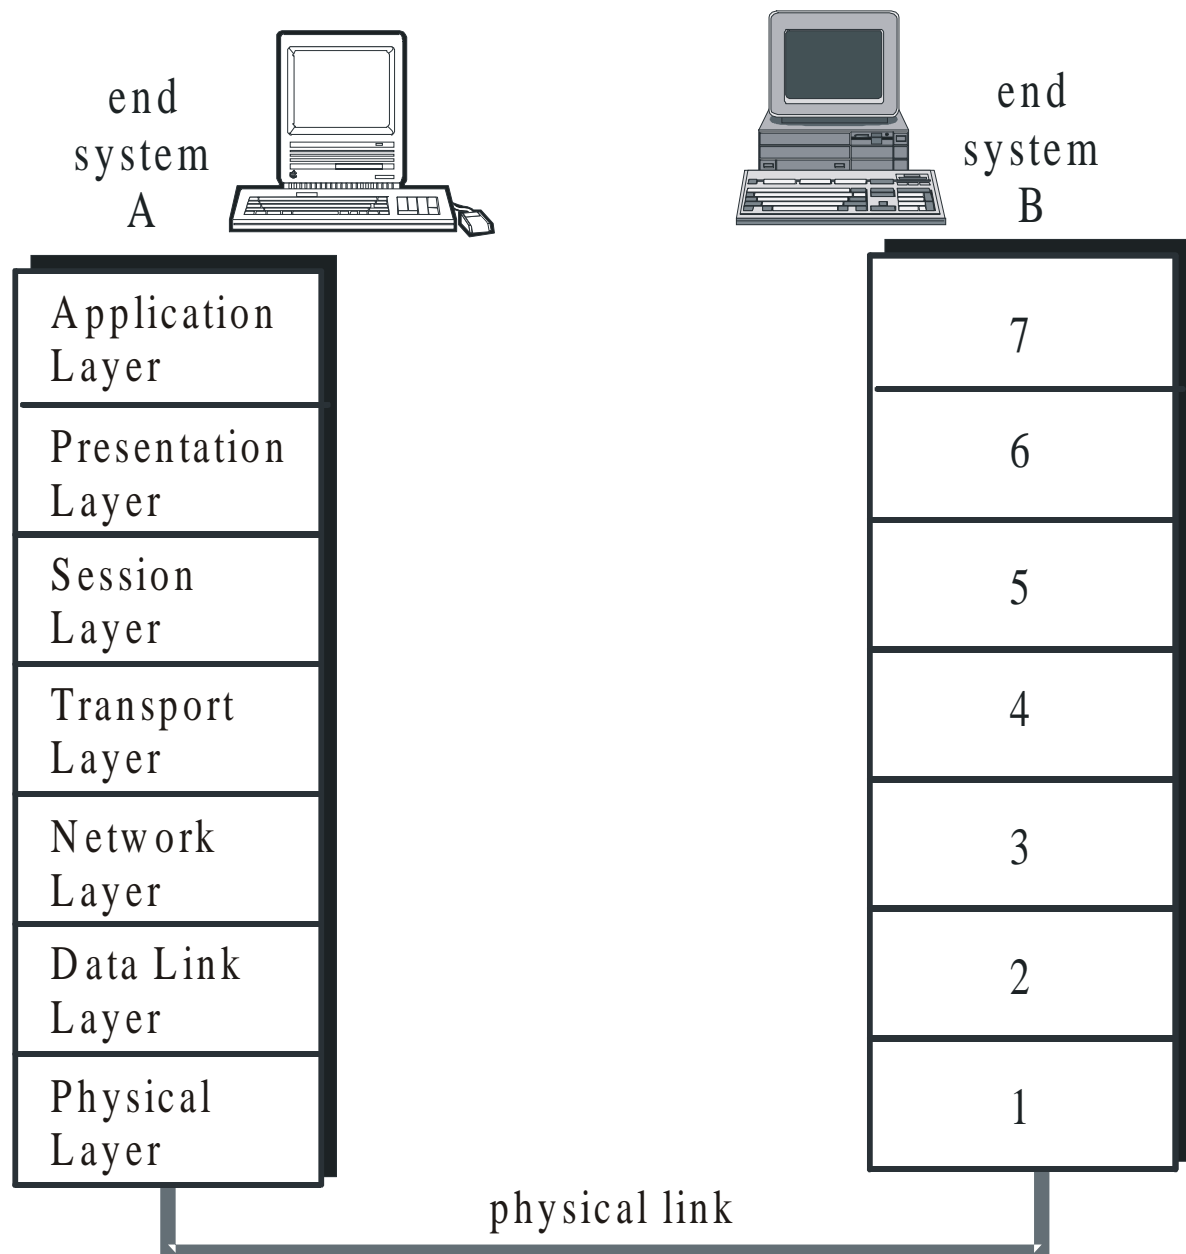 end
system
A
end
system
B
Application
Layer
Presentation
Layer
Session
Layer
Transport
Layer
Network
Layer
Data Link
Layer
Physical
Layer
7
6
5
4
3
2
1
physical link